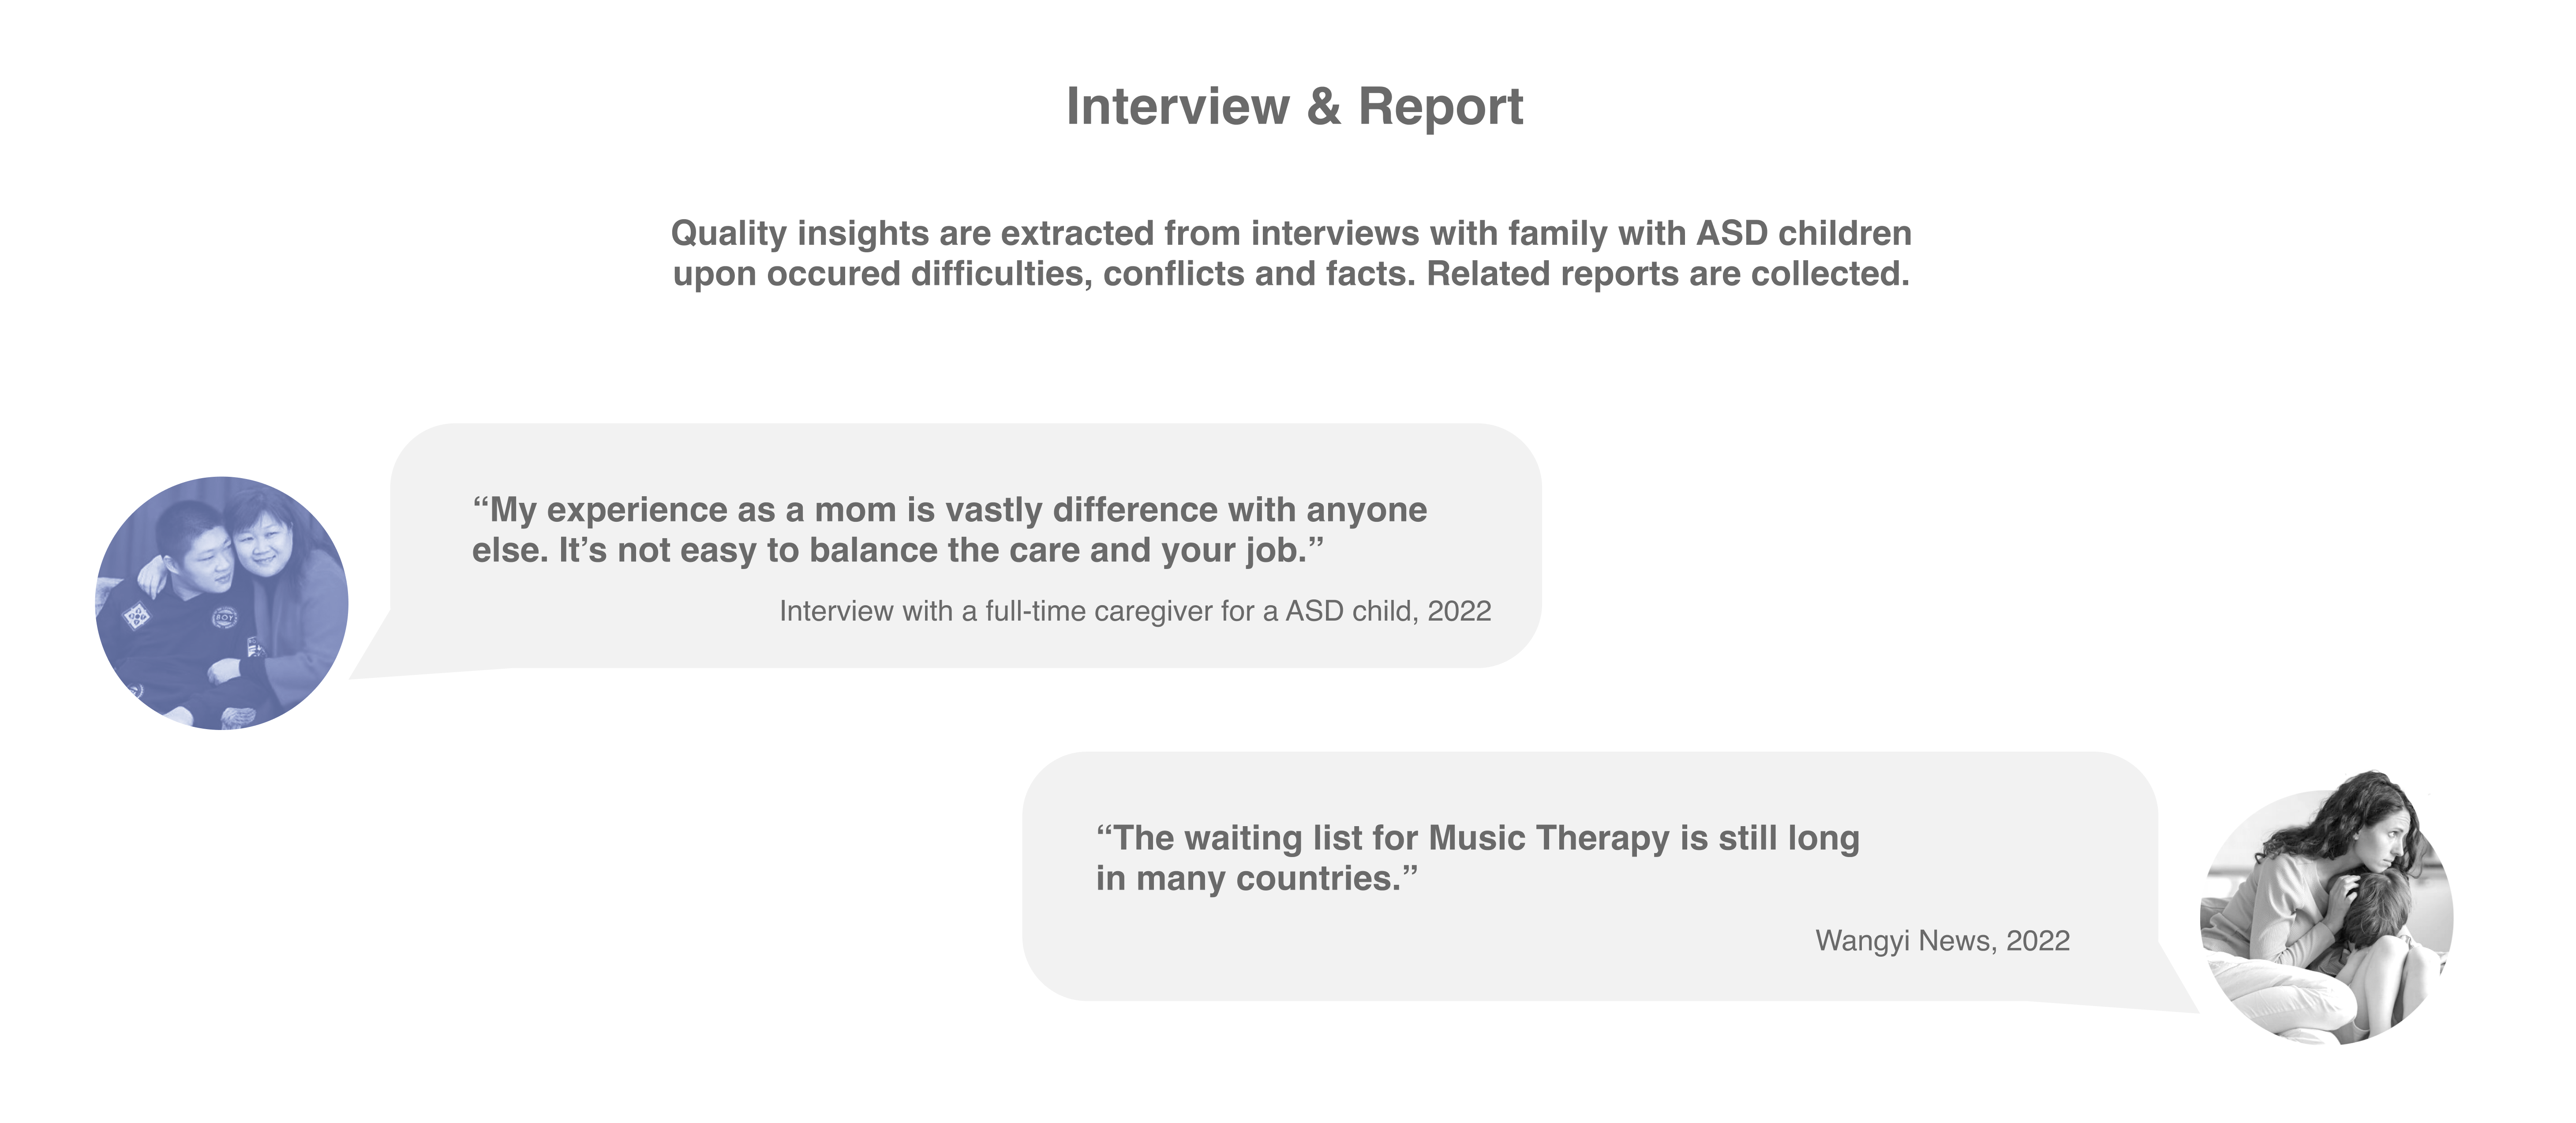 Interview & Report
Quality insights are extracted from interviews with family with ASD children
upon occured difficulties, conflicts and facts. Related reports are collected.
“My experience as a mom is vastly difference with anyone
else. It’s not easy to balance the care and your job.”
Interview with a full-time caregiver for a ASD child, 2022
BOY
“The waiting list for Music Therapy is still long
in many countries.”
Wangyi News, 2022